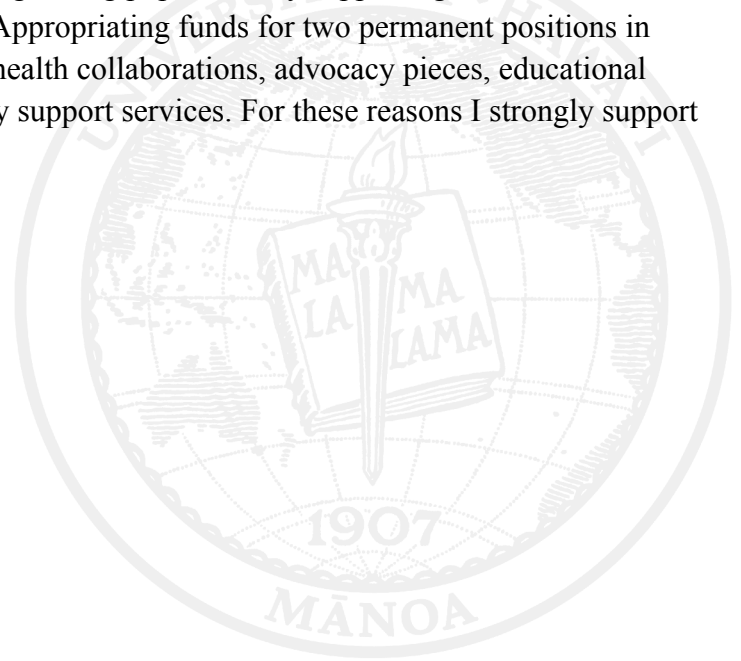 Appropriating funds for two permanent positions in
health collaborations, advocacy pieces, educational
y support services. For these reasons I strongly support
MA
LA
MA
LAMA
1907
MĀNOA